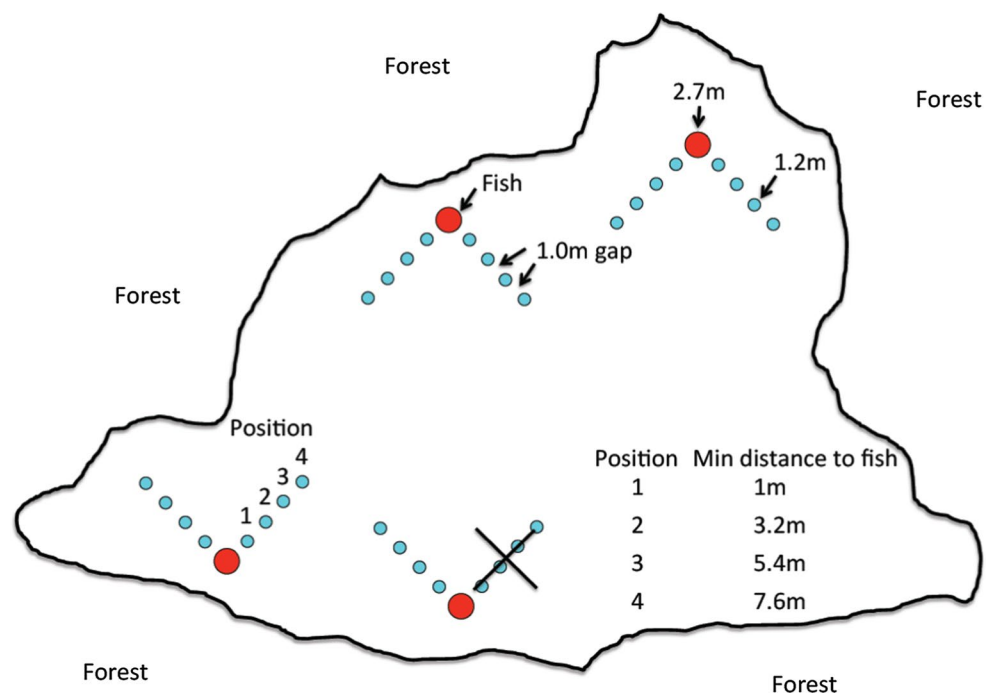 Forest
2.7m
Forest
1.2m
Fish
1.0m gap
Forest
Position
4
3
2
1
Position Min distance to fish
1 1m
2 3.2m
3 5.4m
4 7.6m
Forest
Forest